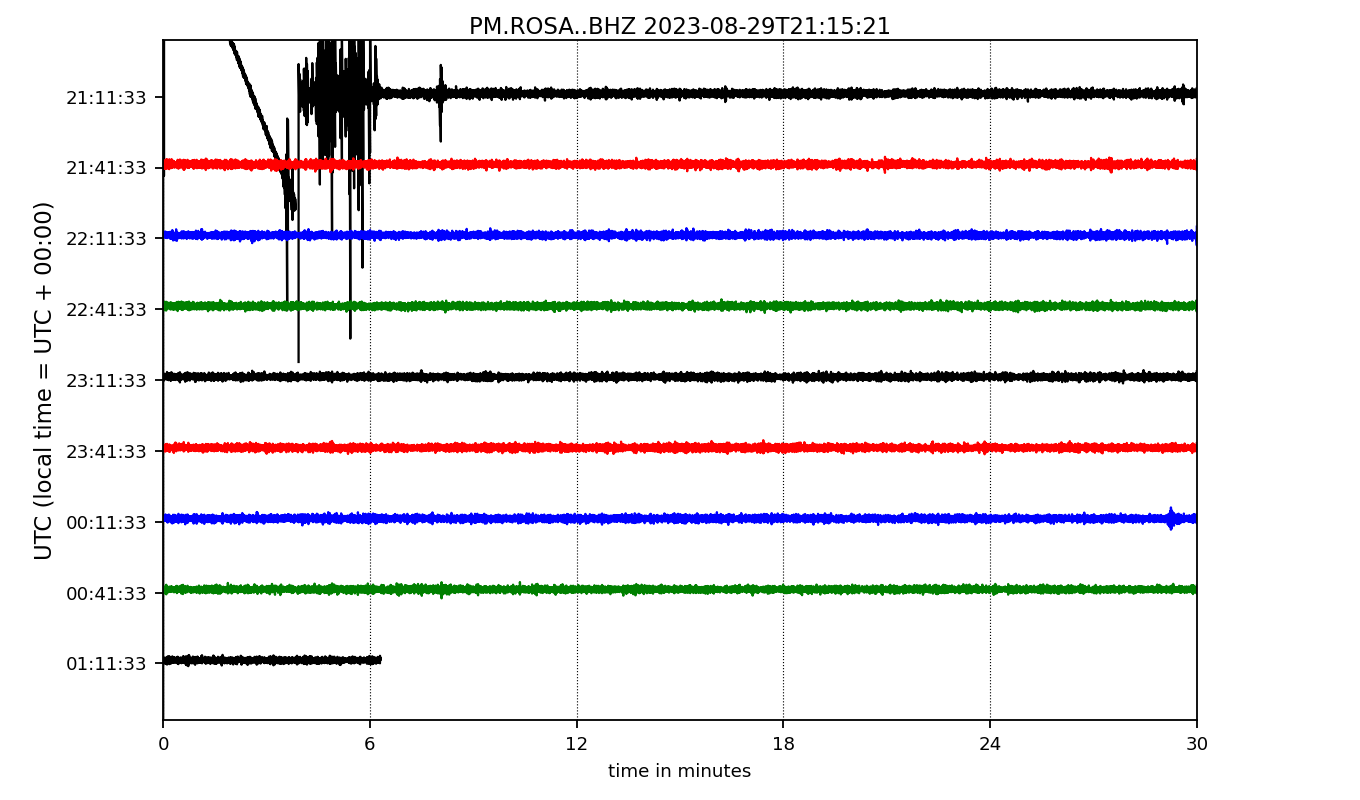 PM.ROSA..BHZ 2023-08-29T21:15:21
UTC (local time = UTC + 00:00)
21:11:33
21:41:33
22:11:33
22:41:33
23:11:33
23:41:33
00:11:33
00:41:33
01:11:33
0 6 12 18 24 30
time in minutes